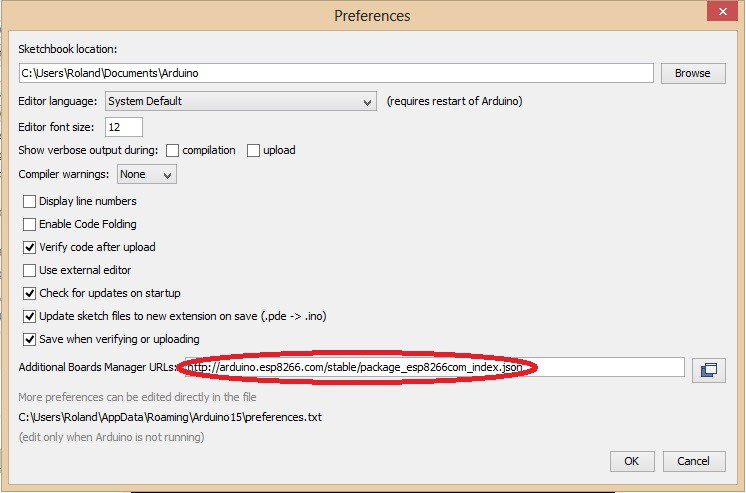 Preferences
Sketchbook location:
C:\Users\Roland\Documents\Arduino Browse
Editor language: System Default (requires restart of Arduino)
Editor font size: 12
Show verbose output during: compilation upload
Compiler warnings: None
Display line numbers
Enable Code Folding
Verify code after upload
Use external editor
Check for updates on startup
Update sketch files to new extension on save (.pde -> .ino)
Save when verifying or uploading
Additional Boards Manager URLs: http://arduino.esp8266.com/stable/package_esp8266com_index.json
More preferences can be edited directly in the file
C:\Users\Roland\AppData\Roaming\Arduino15\preferences.txt
(edit only when Arduino is not running)
OK Cancel